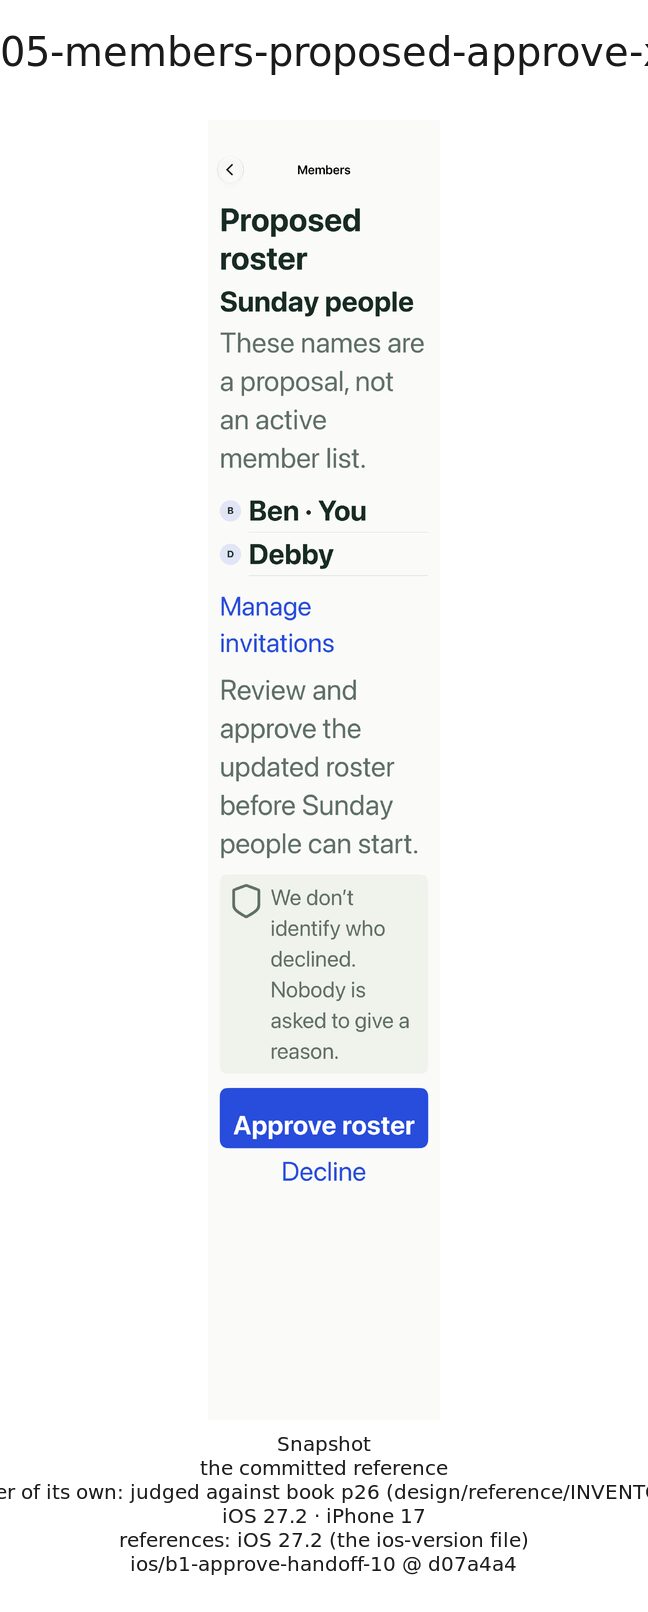 05-members-proposed-approve-
Members
Proposed
roster
Sunday people
These names are
a proposal, not
an active
member list.
B Ben · You
D Debby
Manage
invitations
Review and
approve the
updated roster
before Sunday
people can start.
We don’t
identify who
declined.
Nobody is
asked to give a
reason.
Approve roster
Decline
Snapshot
the committed reference
of its own: judged against book p26 (design/reference/
iOS 27.2 · iPhone 17
references: iOS 27.2 (the ios-version file)
ios/b1-approve-handoff-10 @ d07a4a4